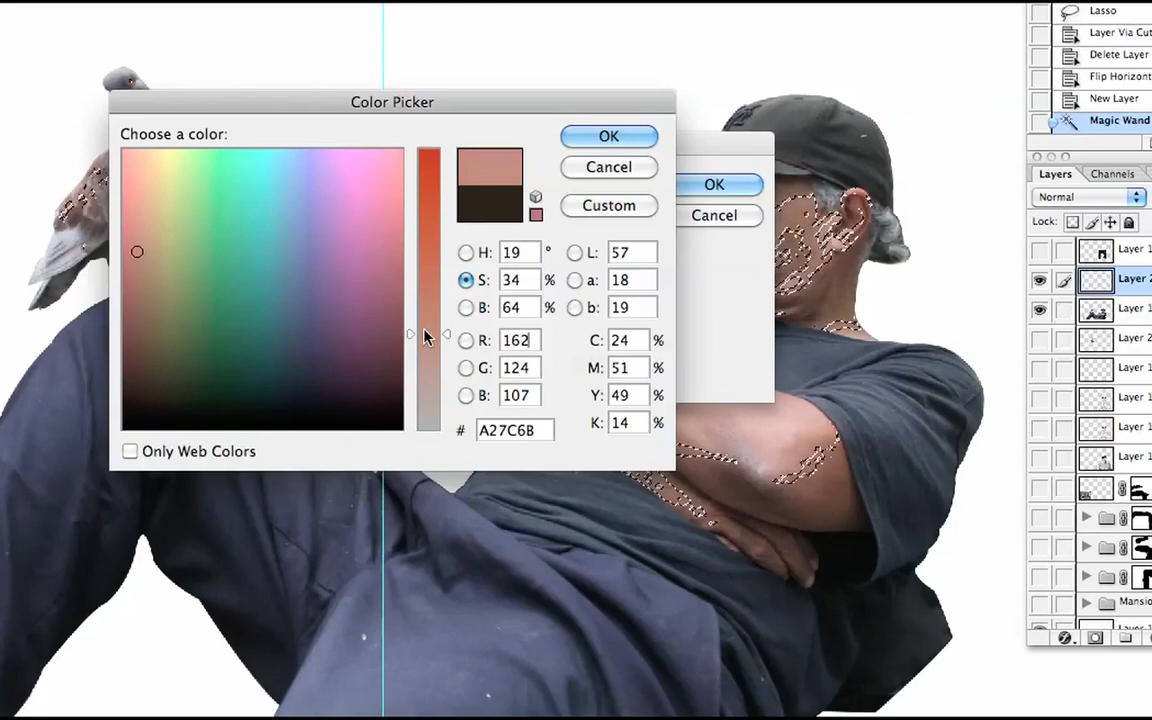 Color Picker
Choose a color:
OK
Cancel
Custom
H: 19 °
S: 34 %
B: 64 %
R: 162
G: 124
B: 107
# A27C6B
L: 57
a: 18
b: 19
C: 24 %
M: 51 %
Y: 49 %
K: 14 %
Only Web Colors
OK
Cancel
Lasso
Layer Via Cut
Delete Layer
Flip Horizont
New Layer
Magic Wand
Layers Channels
Normal
Lock:
Layer 1
Layer 2
Layer 1
Layer 1
Layer 1
Layer 1
Layer 1
Layer 1
Mansio
Layer 1